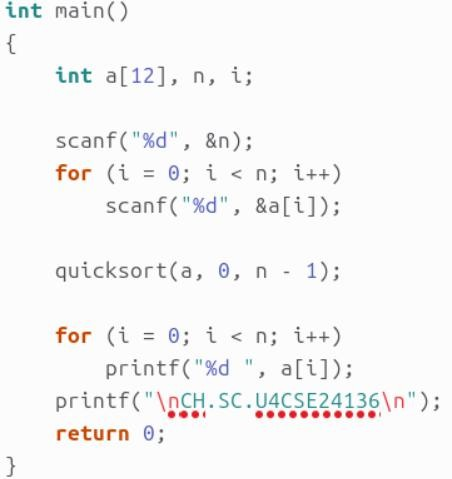 int main()
{
    int a[12], n, i;

    scanf("%d", &n);
    for (i = 0; i < n; i++)
        scanf("%d", &a[i]);

    quicksort(a, 0, n - 1);

    for (i = 0; i < n; i++)
        printf("%d ", a[i]);
    printf("\nCH.SC.U4CSE24136\n");
    return 0;
}